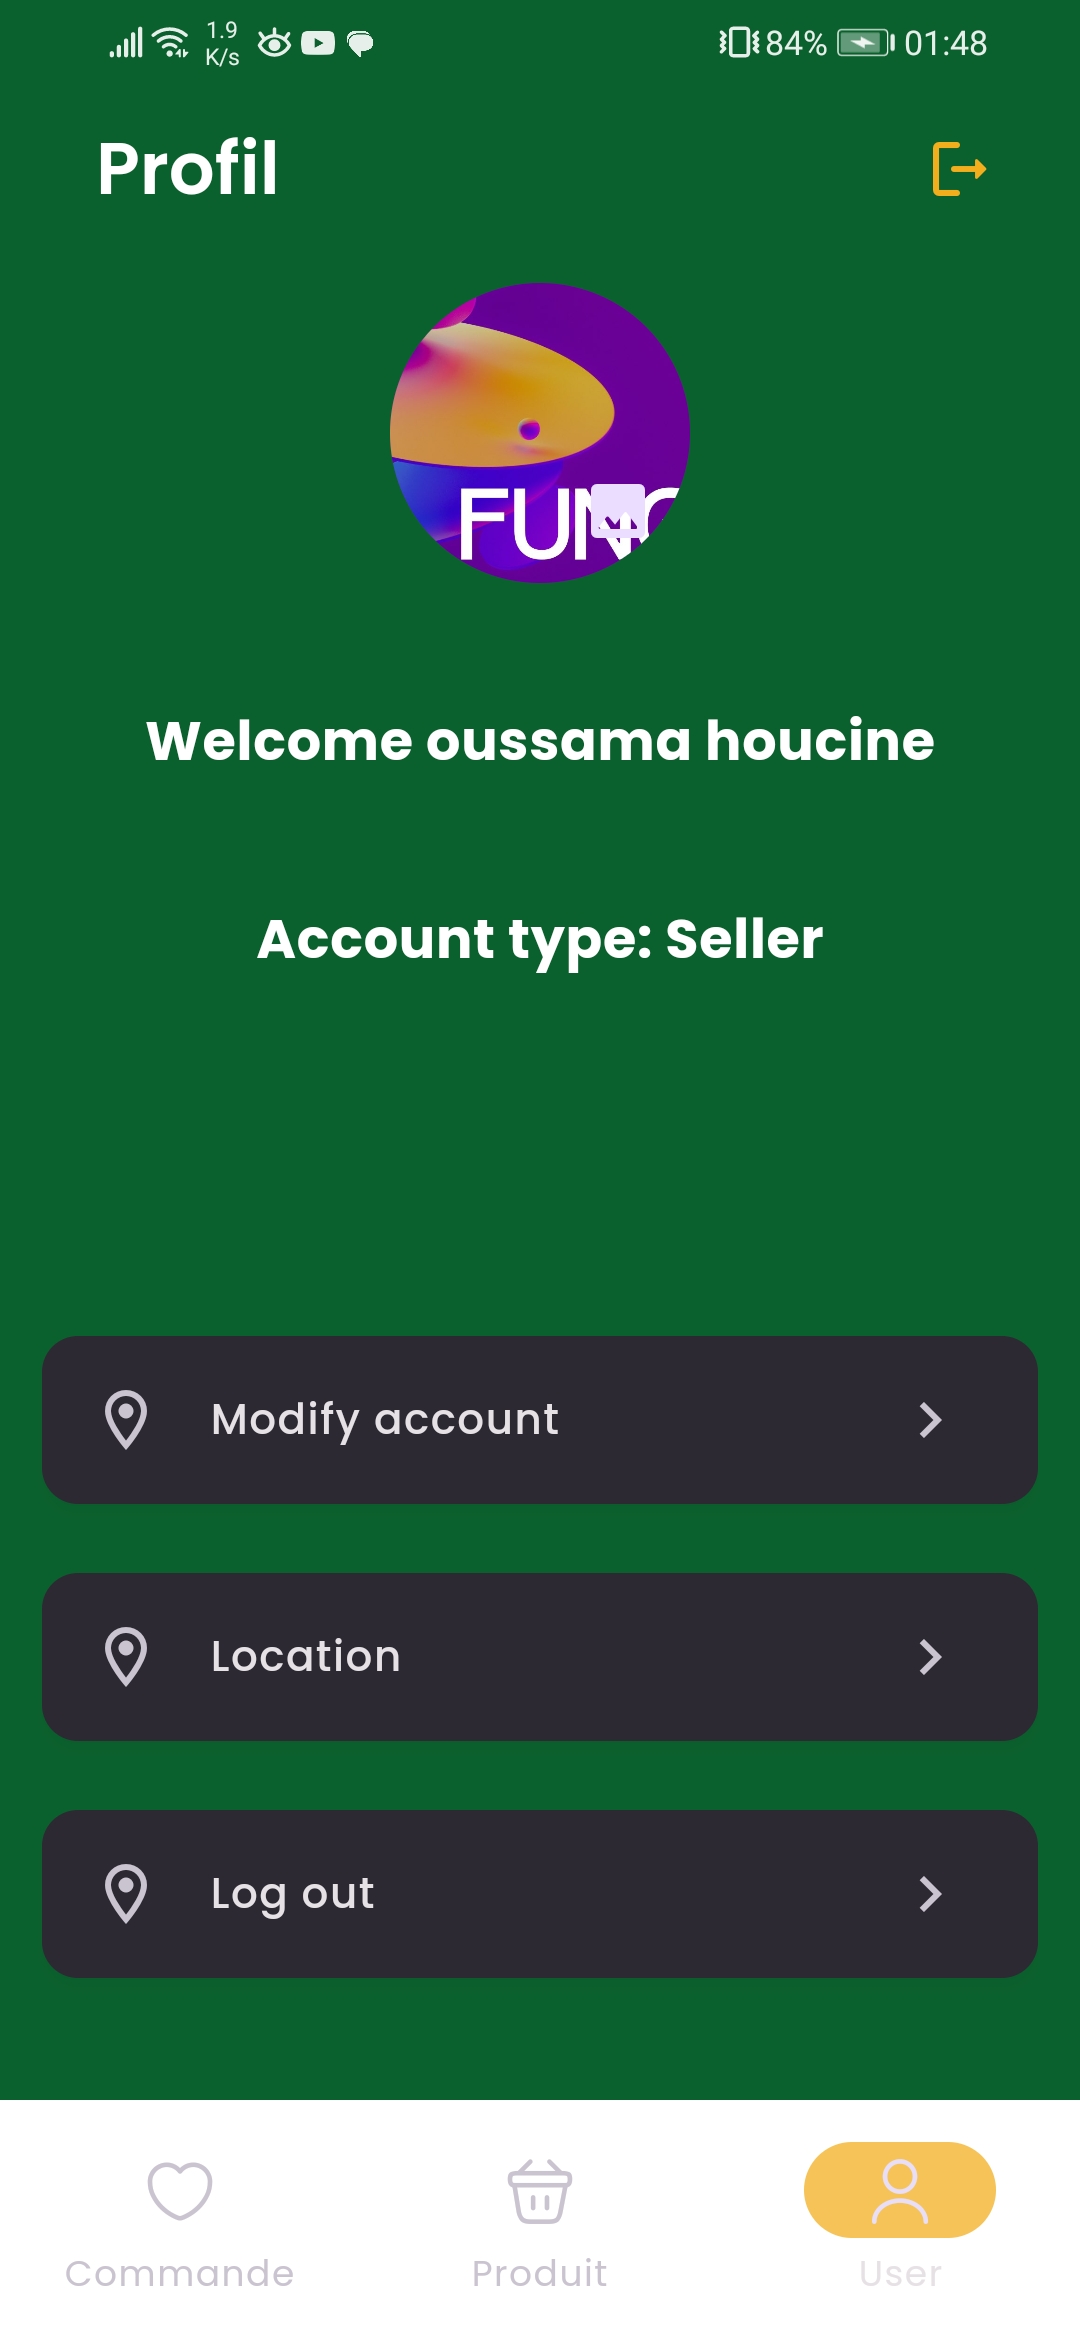 1.9
K/s
84%
01:48
Profil
FUN
Welcome oussama houcine
Account type: Seller
Modify account
Location
Log out
Commande
Produit
User